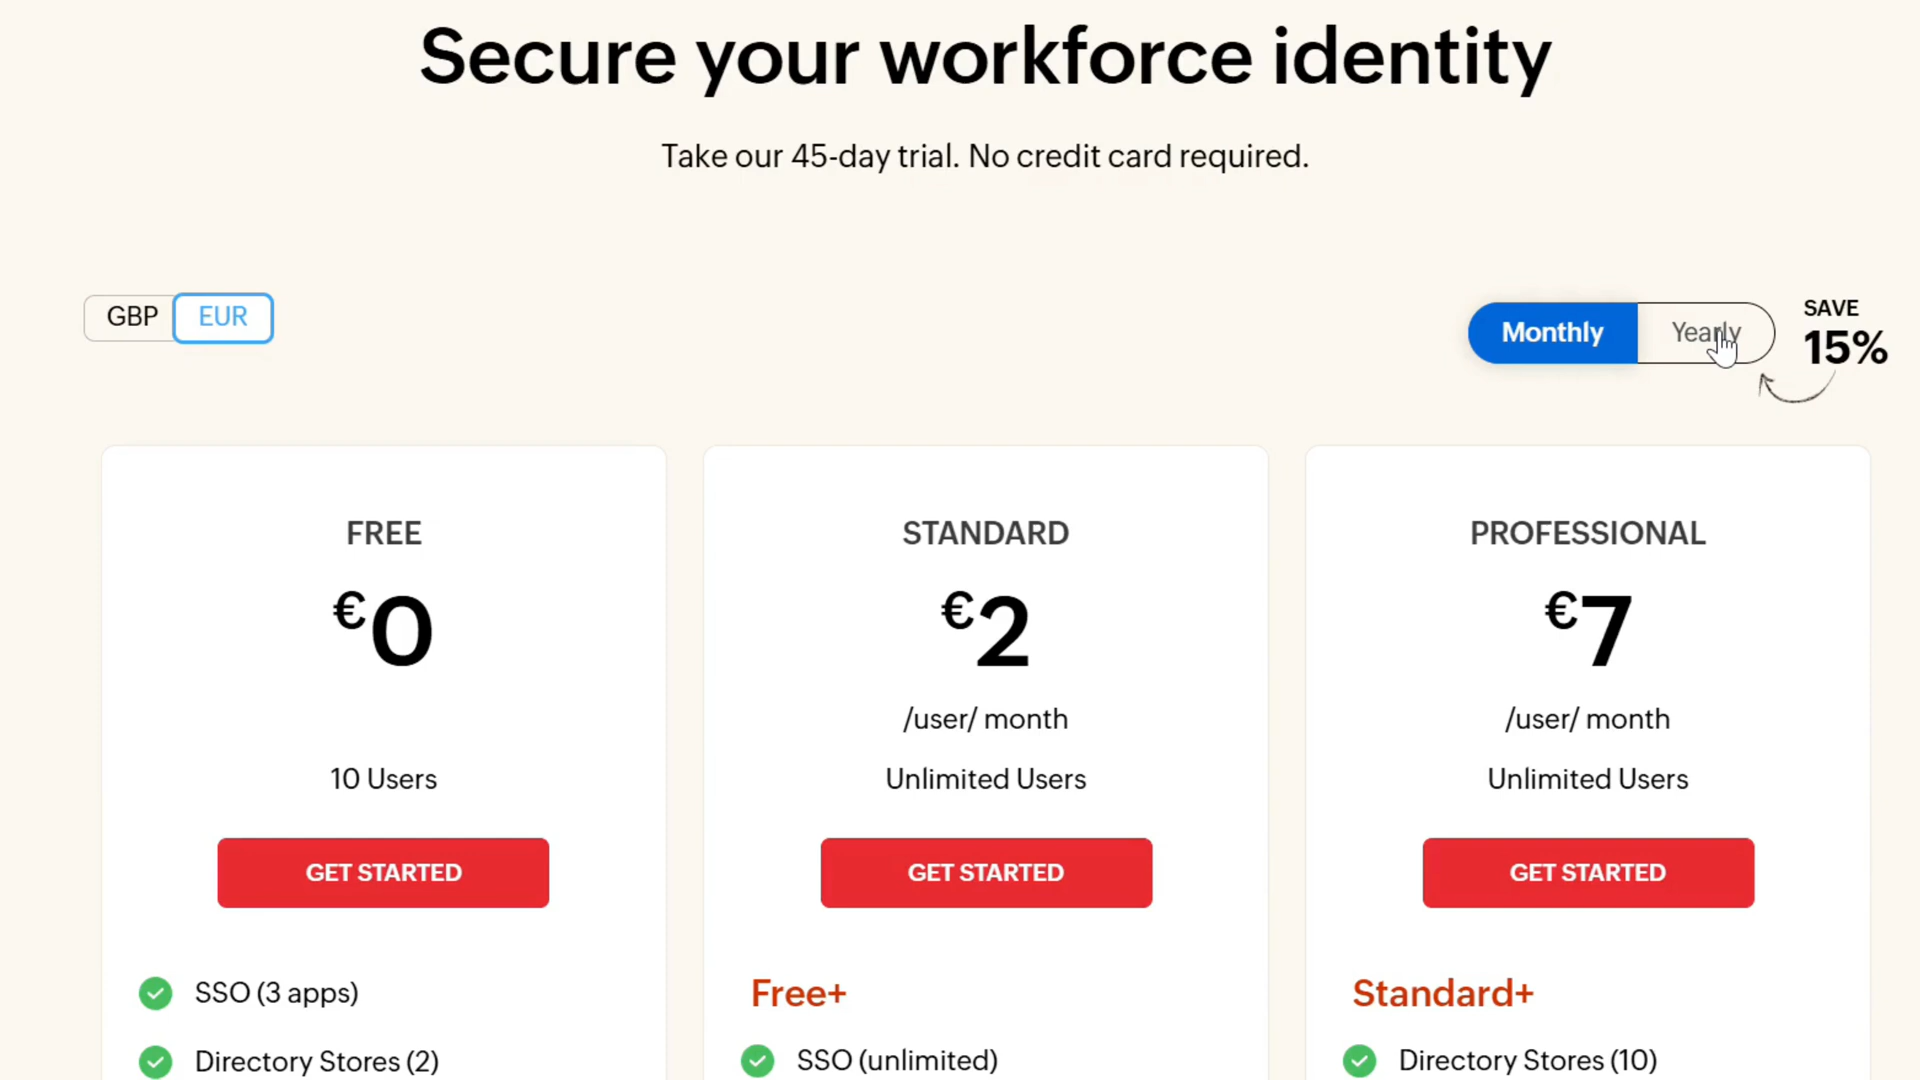 Secure your workforce identity
Take our 45-day trial. No credit card required.
GBP EUR
Monthly Yearly
SAVE
15%
FREE
€0
10 Users
GET STARTED
SSO (3 apps)
Directory Stores (2)
STANDARD
€2
/user/ month
Unlimited Users
GET STARTED
Free+
SSO (unlimited)
PROFESSIONAL
€7
/user/ month
Unlimited Users
GET STARTED
Standard+
Directory Stores (10)